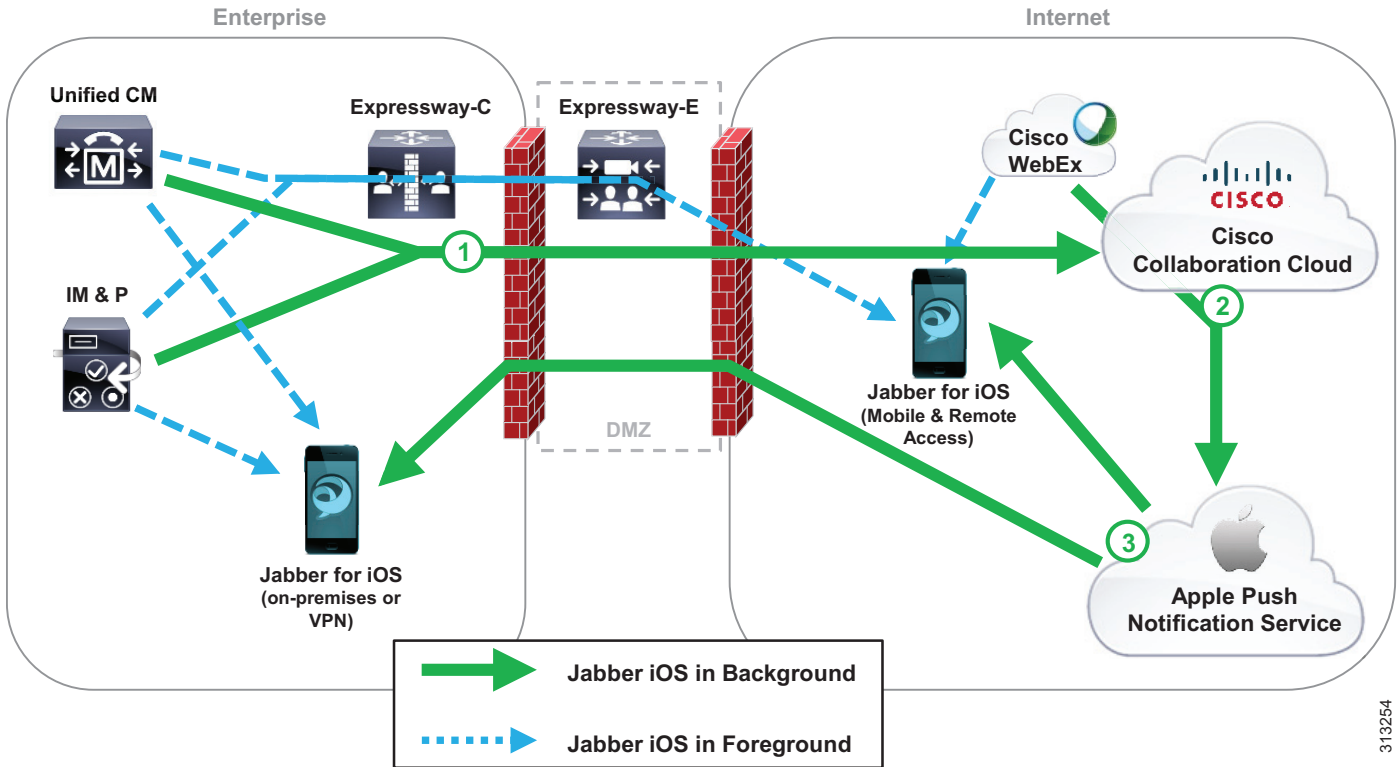 Enterprise
Internet
Unified CM
Expressway-C
Expressway-E
Cisco
WebEx
M
CISCO
Cisco
Collaboration Cloud
1
IM & P
2
Jabber for iOS
(Mobile & Remote
Access)
DMZ
3
Jabber for iOS
(on-premises or
VPN)
Apple Push
Notification Service
Jabber iOS in Background
Jabber iOS in Foreground
313254